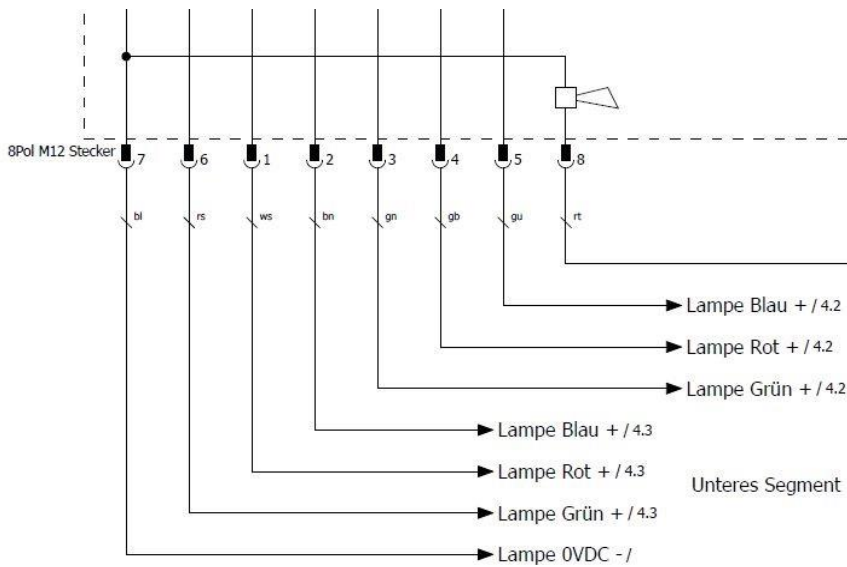 8Pol M12 Stecker 7 6 1 2 3 4 5 8
bl rs ws bn gn gb gu rt
Lampe Blau + / 4.2
Lampe Rot + / 4.2
Lampe Grün + / 4.2
Lampe Blau + / 4.3
Lampe Rot + / 4.3
Unteres Segment
Lampe Grün + / 4.3
Lampe 0VDC - /